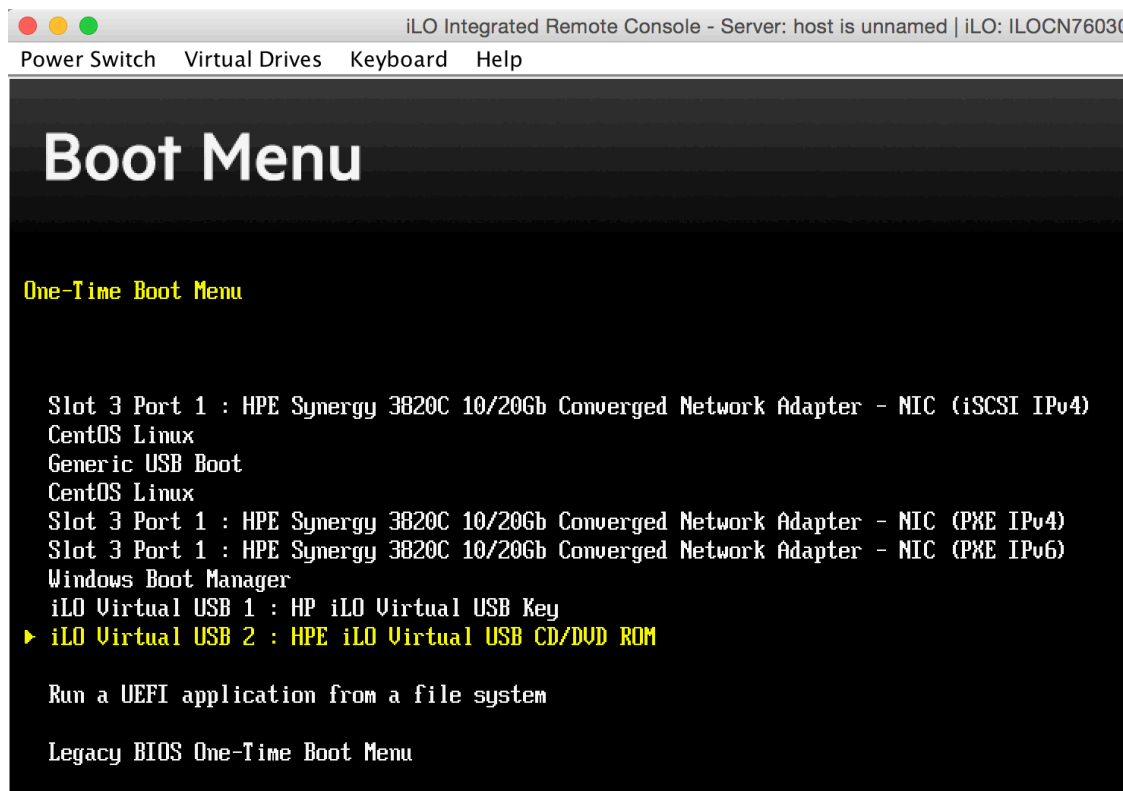 iLO Integrated Remote Console - Server: host is unnamed | iLO: ILOCN76030
Power Switch Virtual Drives Keyboard Help
Boot Menu
One-Time Boot Menu
Slot 3 Port 1 : HPE Synergy 3820C 10/20Gb Converged Network Adapter - NIC (iSCSI IPv4)
CentOS Linux
Generic USB Boot
CentOS Linux
Slot 3 Port 1 : HPE Synergy 3820C 10/20Gb Converged Network Adapter - NIC (PXE IPv4)
Slot 3 Port 1 : HPE Synergy 3820C 10/20Gb Converged Network Adapter - NIC (PXE IPv6)
Windows Boot Manager
iLO Virtual USB 1 : HP iLO Virtual USB Key
iLO Virtual USB 2 : HPE iLO Virtual USB CD/DVD ROM
Run a UEFI application from a file system
Legacy BIOS One-Time Boot Menu